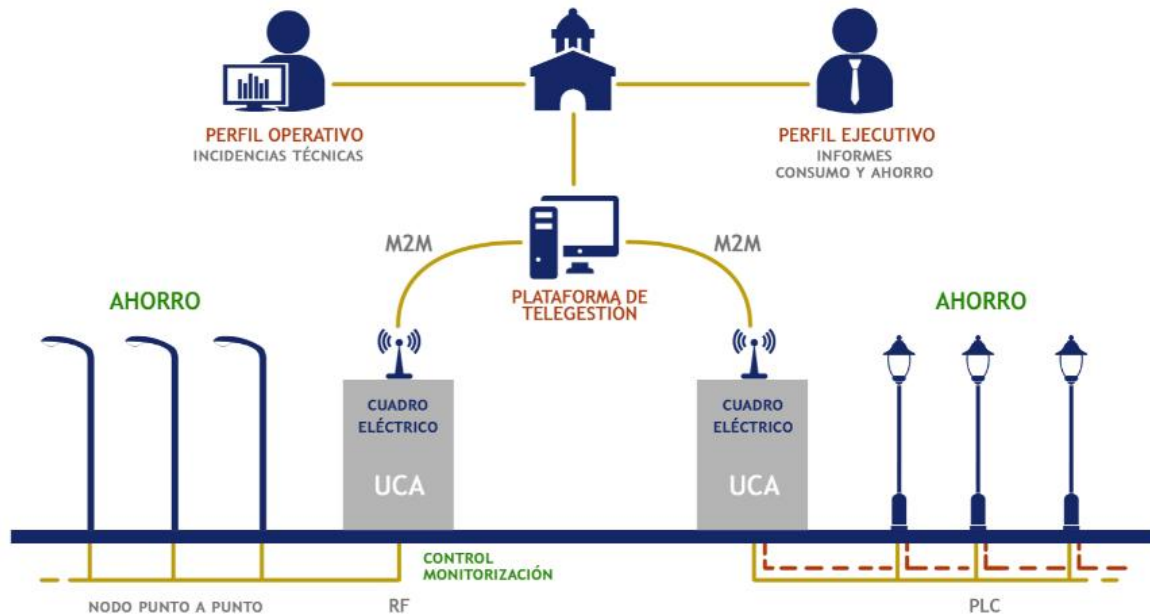 PERFIL OPERATIVO
INCIDENCIAS TÉCNICAS
PERFIL EJECUTIVO
INFORMES
CONSUMO Y AHORRO
M2M
M2M
PLATAFORMA DE
TELEGESTIÓN
AHORRO
AHORRO
CUADRO
ELÉCTRICO
UCA
CUADRO
ELÉCTRICO
UCA
CONTROL
MONITORIZACIÓN
NODO PUNTO A PUNTO
RF
PLC